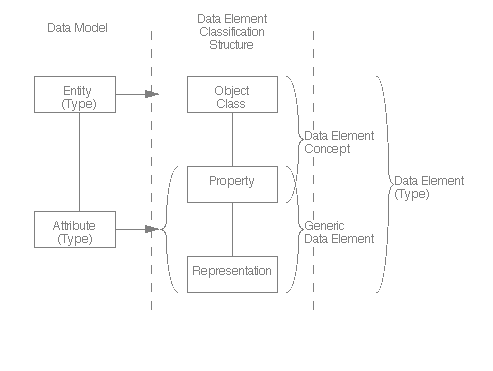 Data Model
Data Element
Classification
Structure
Entity
(Type)
Object
Class
Data Element
Concept
Property
Data Element
(Type)
Attribute
(Type)
Generic
Data Element
Representation